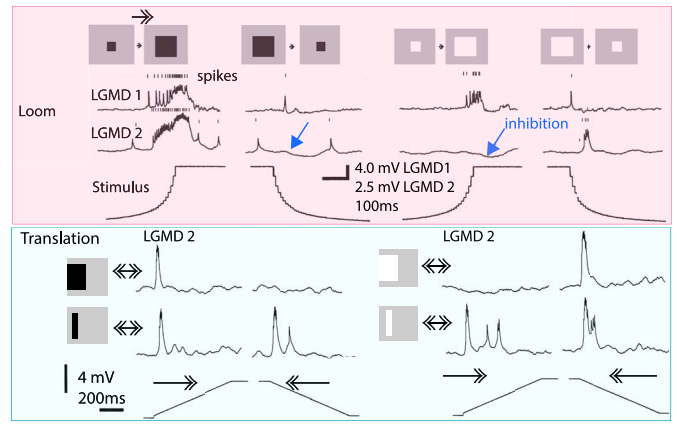 spikes
LGMD 1
Loom
LGMD 2
inhibition
Stimulus
4.0 mV LGMD1
2.5 mV LGMD 2
100ms
Translation
LGMD 2
LGMD 2
4 mV
200ms